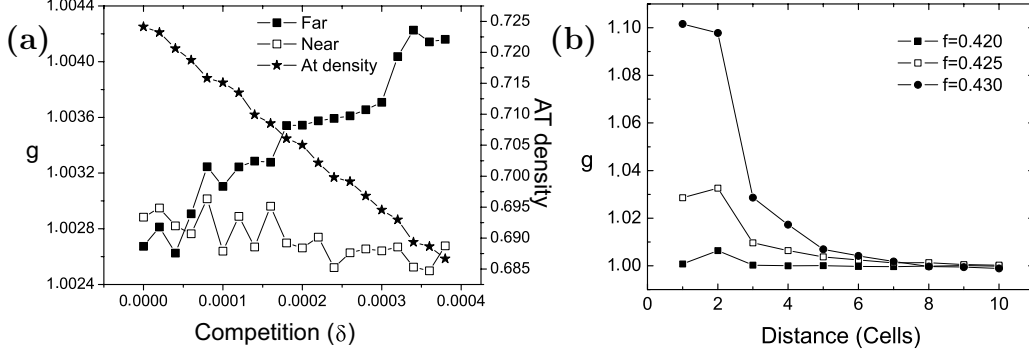 (a)
1.0044
1.0040
1.0036
1.0032
1.0028
1.0024
g
Far
Near
At density
0.725
0.720
0.715
0.710
0.705
0.700
0.695
0.690
0.685
AT density
0.0000 0.0001 0.0002 0.0003 0.0004
Competition (δ)
(b)
1.10
1.08
1.06
1.04
1.02
1.00
g
f=0.420
f=0.425
f=0.430
0 2 4 6 8 10
Distance (Cells)